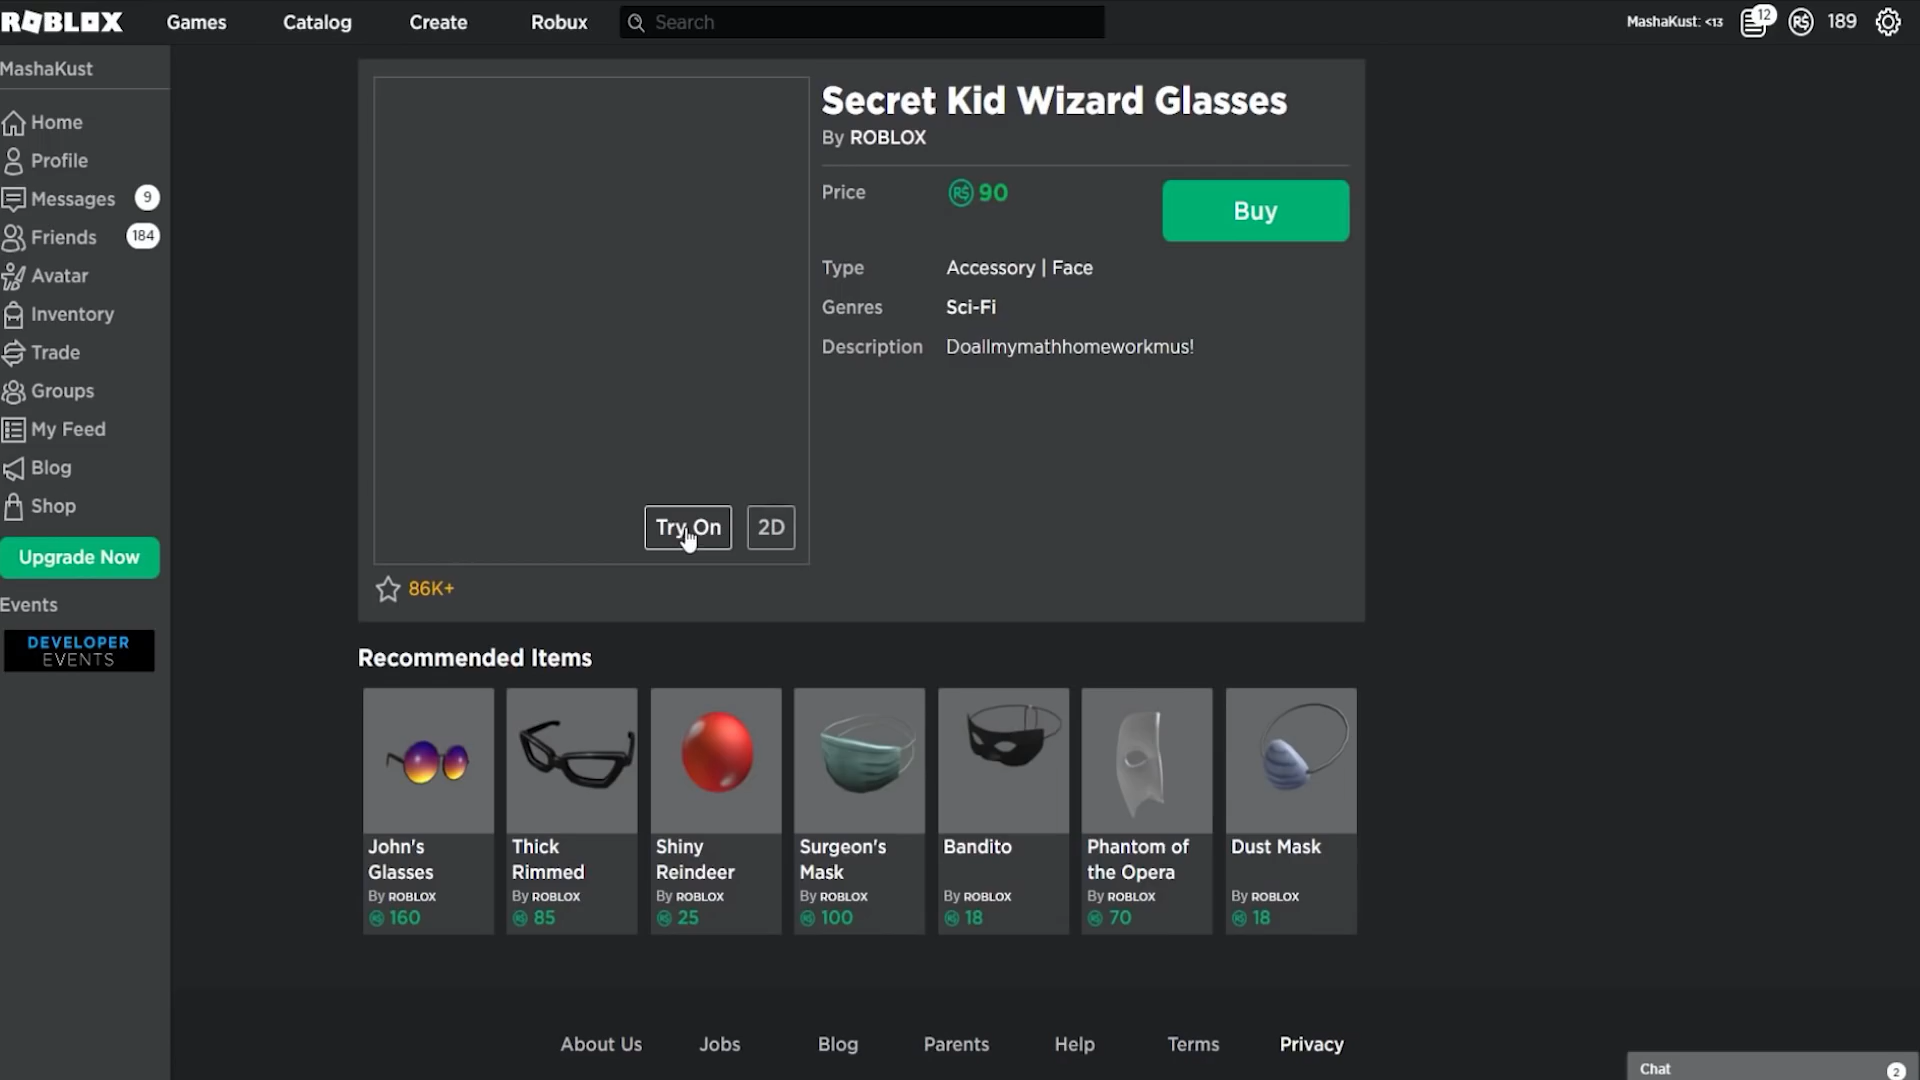 ROBLOX Games Catalog Create Robux Search MashaKust: <13 12 189
MashaKust
Home
Profile
Messages 9
Friends 184
Avatar
Inventory
Trade
Groups
My Feed
Blog
Shop
Upgrade Now
Events
DEVELOPER
EVENTS
Secret Kid Wizard Glasses
By ROBLOX
Price R$ 90 Buy
Type Accessory | Face
Genres Sci-Fi
Description Doallmymathhomeworkmus!
Try On 2D
86K+
Recommended Items
John's
Glasses
By ROBLOX
160
Thick
Rimmed
By ROBLOX
85
Shiny
Reindeer
By ROBLOX
25
Surgeon's
Mask
By ROBLOX
100
Bandito
By ROBLOX
18
Phantom of
the Opera
By ROBLOX
70
Dust Mask
By ROBLOX
18
About Us Jobs Blog Parents Help Terms Privacy
Chat 2